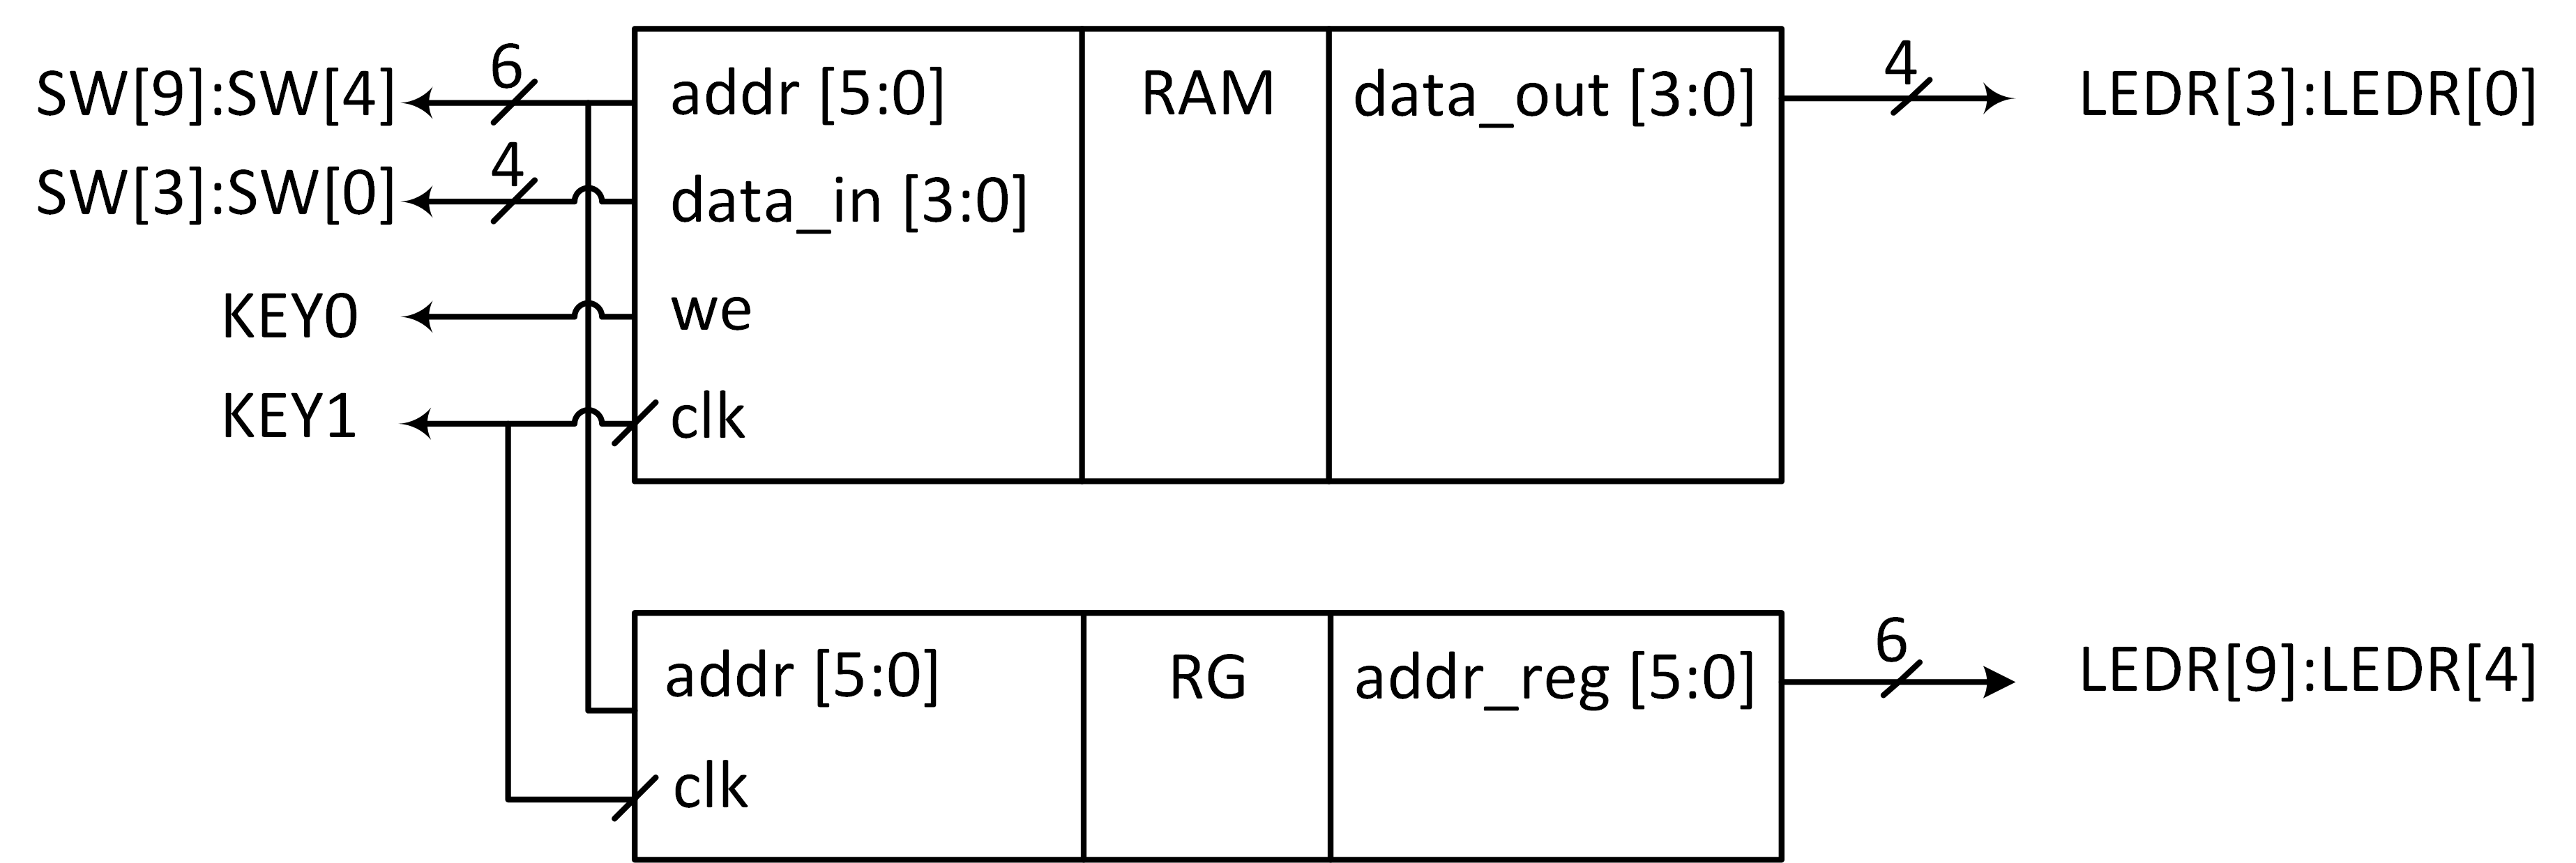 SW[9]:SW[4] 6 addr [5:0] RAM data_out [3:0] 4 LEDR[3]:LEDR[0]
SW[3]:SW[0] 4 data_in [3:0]
KEY0 we
KEY1 clk
addr [5:0] RG addr_reg [5:0] 6 LEDR[9]:LEDR[4]
clk